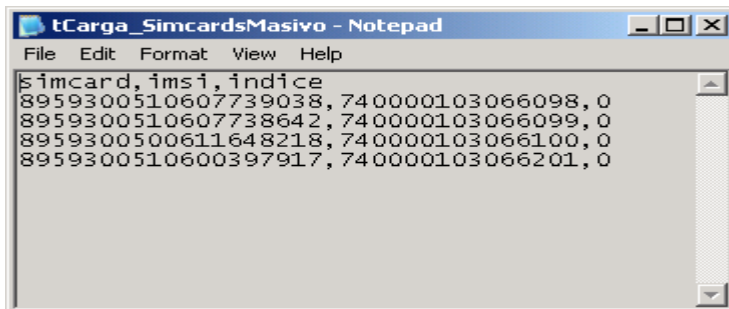 tCarga_SimcardsMasivo - Notepad
File Edit Format View Help
simcard,imsi,indice
8959300510607739038,740000103066098,0
8959300510607738642,740000103066099,0
8959300500611648218,740000103066100,0
8959300510600397917,740000103066201,0